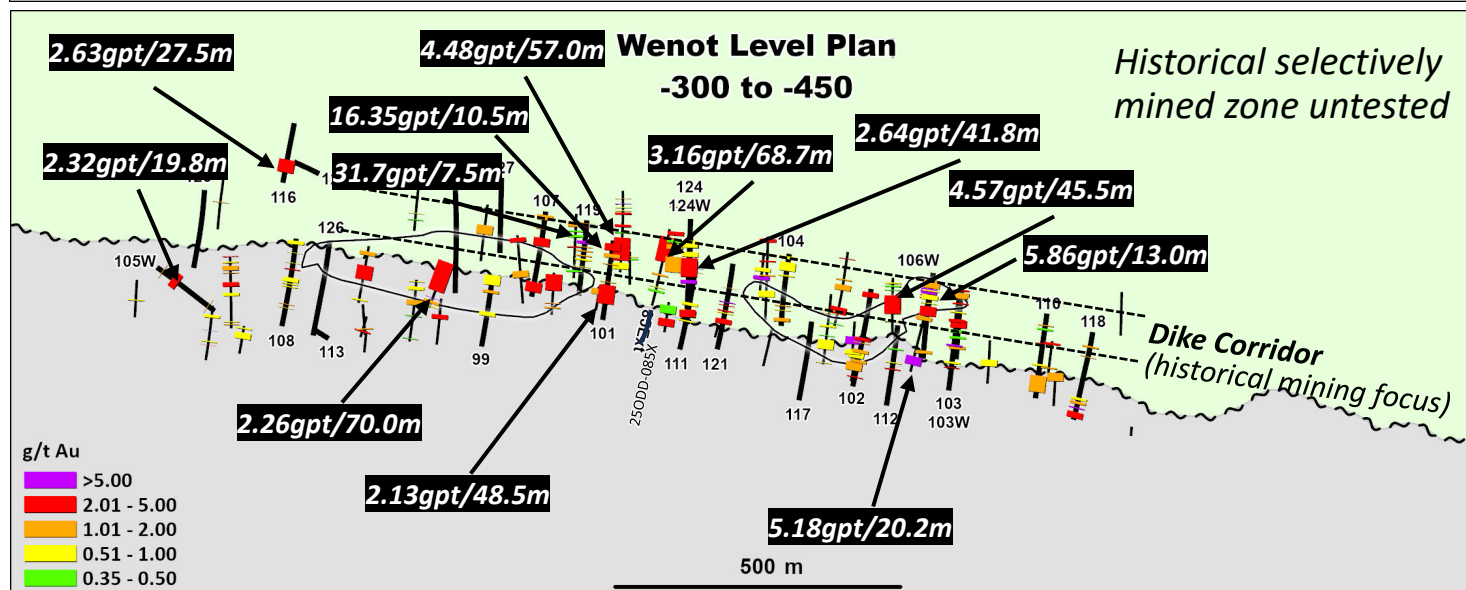 Wenot Level Plan
-300 to -450
Historical selectively
mined zone untested
2.63gpt/27.5m
4.48gpt/57.0m
16.35gpt/10.5m
2.64gpt/41.8m
2.32gpt/19.8m
31.7gpt/7.5m
3.16gpt/68.7m
4.57gpt/45.5m
5.86gpt/13.0m
116
107
119
124
124W
104
126
105W
106W
110
118
108
113
99
101
25ODD-085X
111
121
117
102
112
103
103W
Dike Corridor
(historical mining focus)
2.26gpt/70.0m
2.13gpt/48.5m
5.18gpt/20.2m
g/t Au
>5.00
2.01 - 5.00
1.01 - 2.00
0.51 - 1.00
0.35 - 0.50
500 m